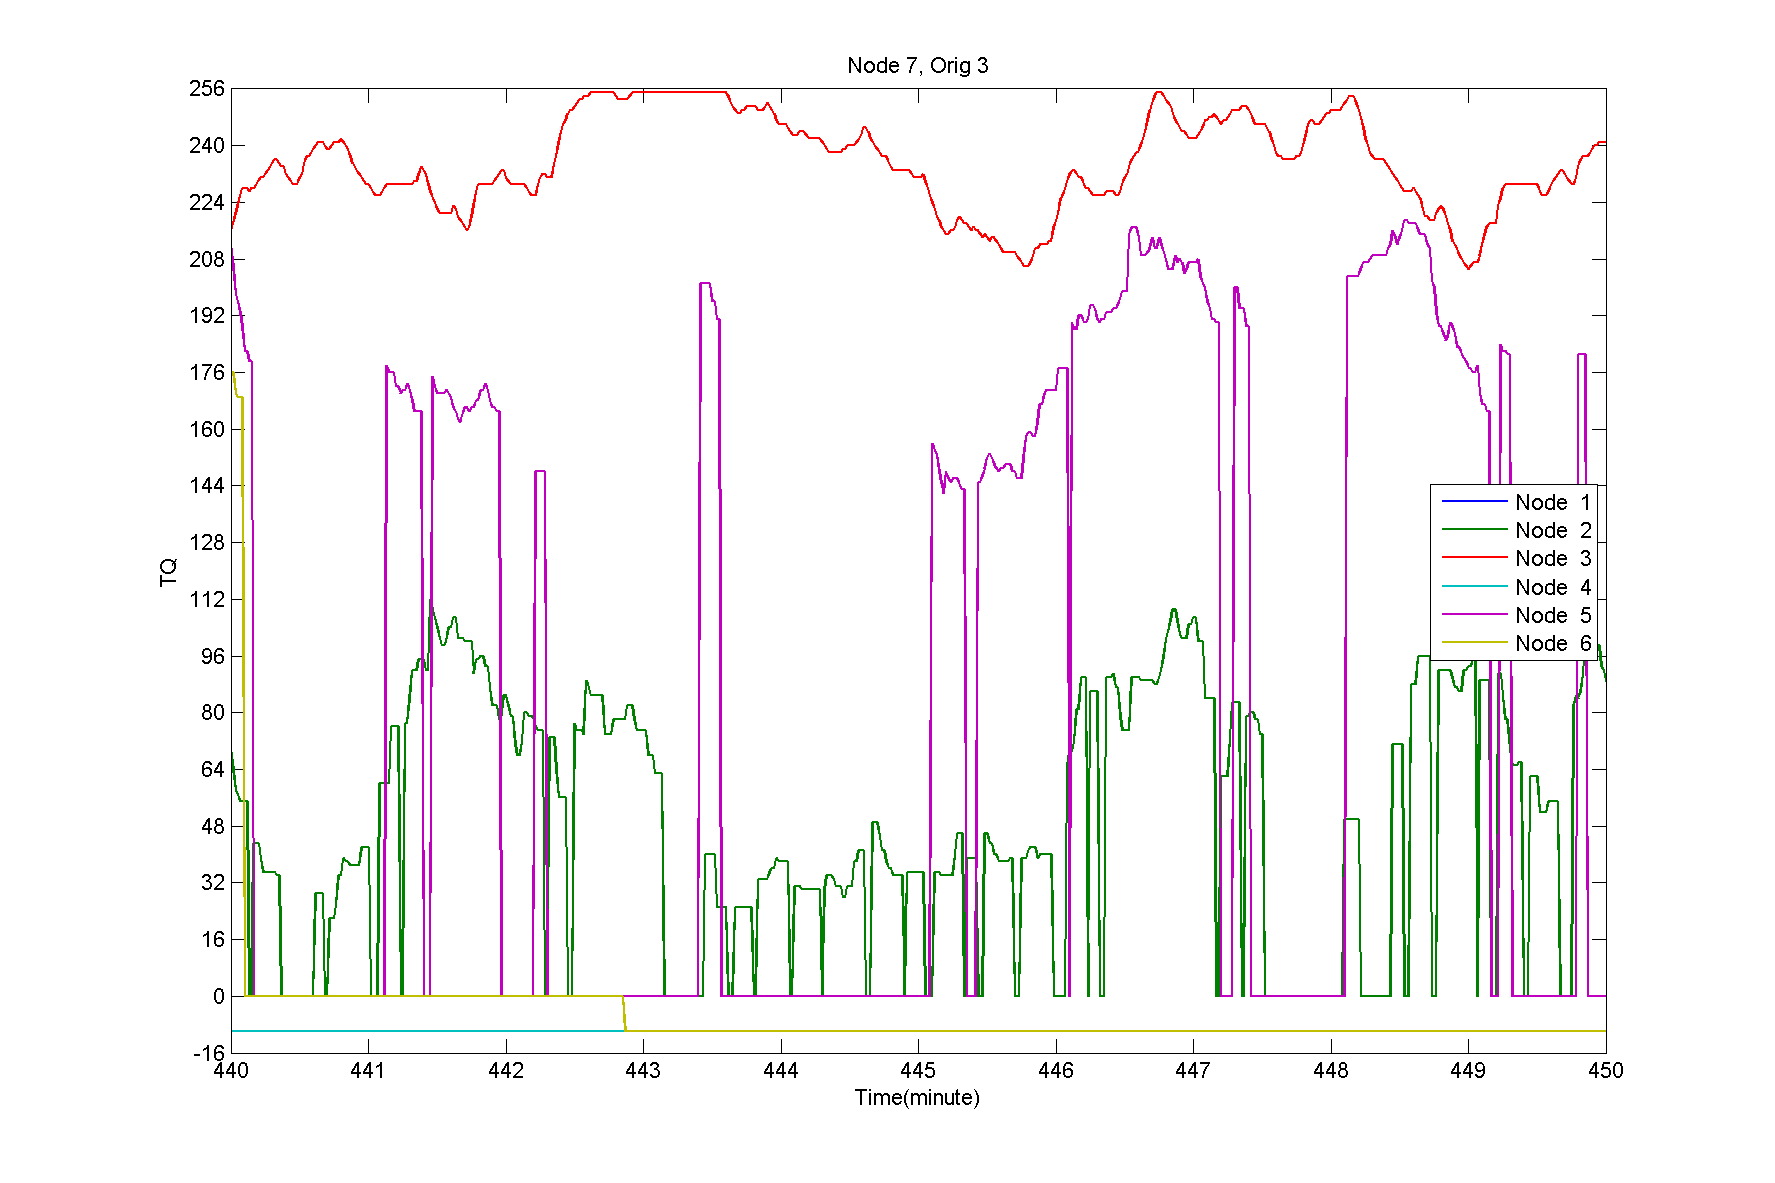 Node 7, Orig 3
256
240
224
208
192
176
160
144
128
112
96
80
64
48
32
16
0
-16
TQ
440 441 442 443 444 445 446 447 448 449 450
Time(minute)
Node 1
Node 2
Node 3
Node 4
Node 5
Node 6